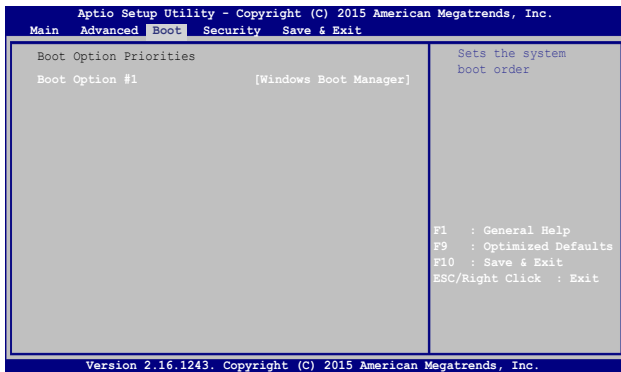 Aptio Setup Utility - Copyright (C) 2015 American Megatrends, Inc.
Main Advanced Boot Security Save & Exit
Boot Option Priorities
Boot Option #1 [Windows Boot Manager]
Sets the system
boot order
F1 : General Help
F9 : Optimized Defaults
F10 : Save & Exit
ESC/Right Click : Exit
Version 2.16.1243. Copyright (C) 2015 American Megatrends, Inc.